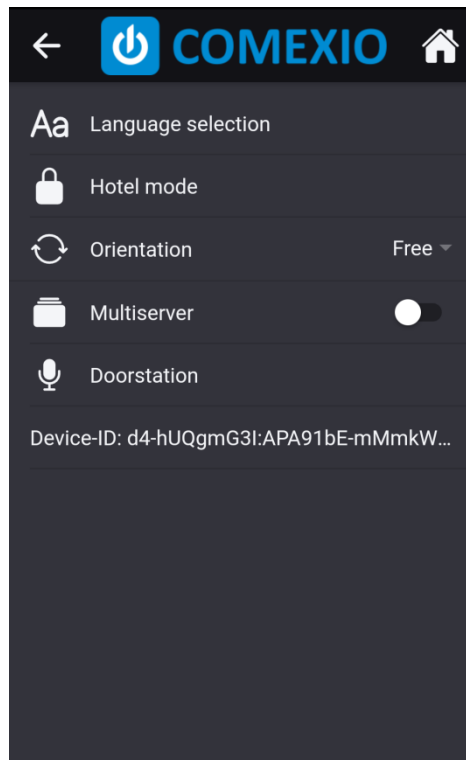 COMEXIO
Aa Language selection
Hotel mode
Orientation Free
Multiserver
Doorstation
Device-ID: d4-hUQgmG3I:APA91bE-mMmkW...